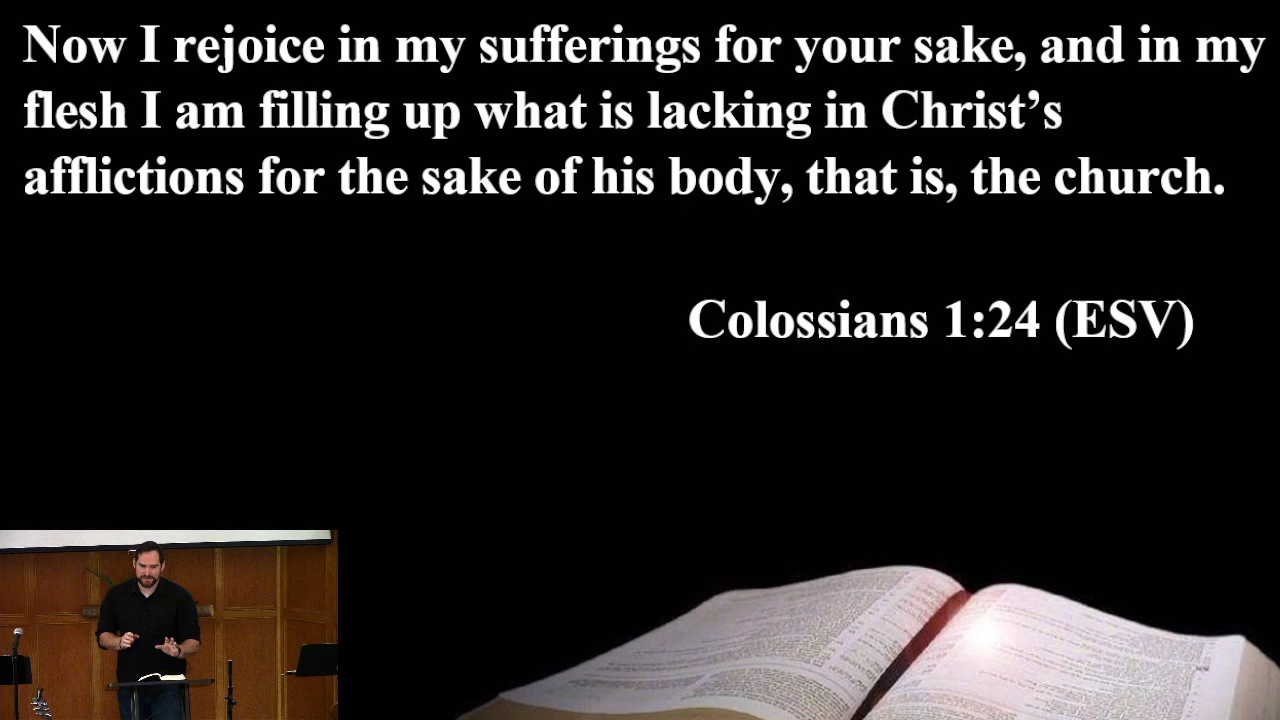 Now I rejoice in my sufferings for your sake, and in my
flesh I am filling up what is lacking in Christ’s
afflictions for the sake of his body, that is, the church.
Colossians 1:24 (ESV)